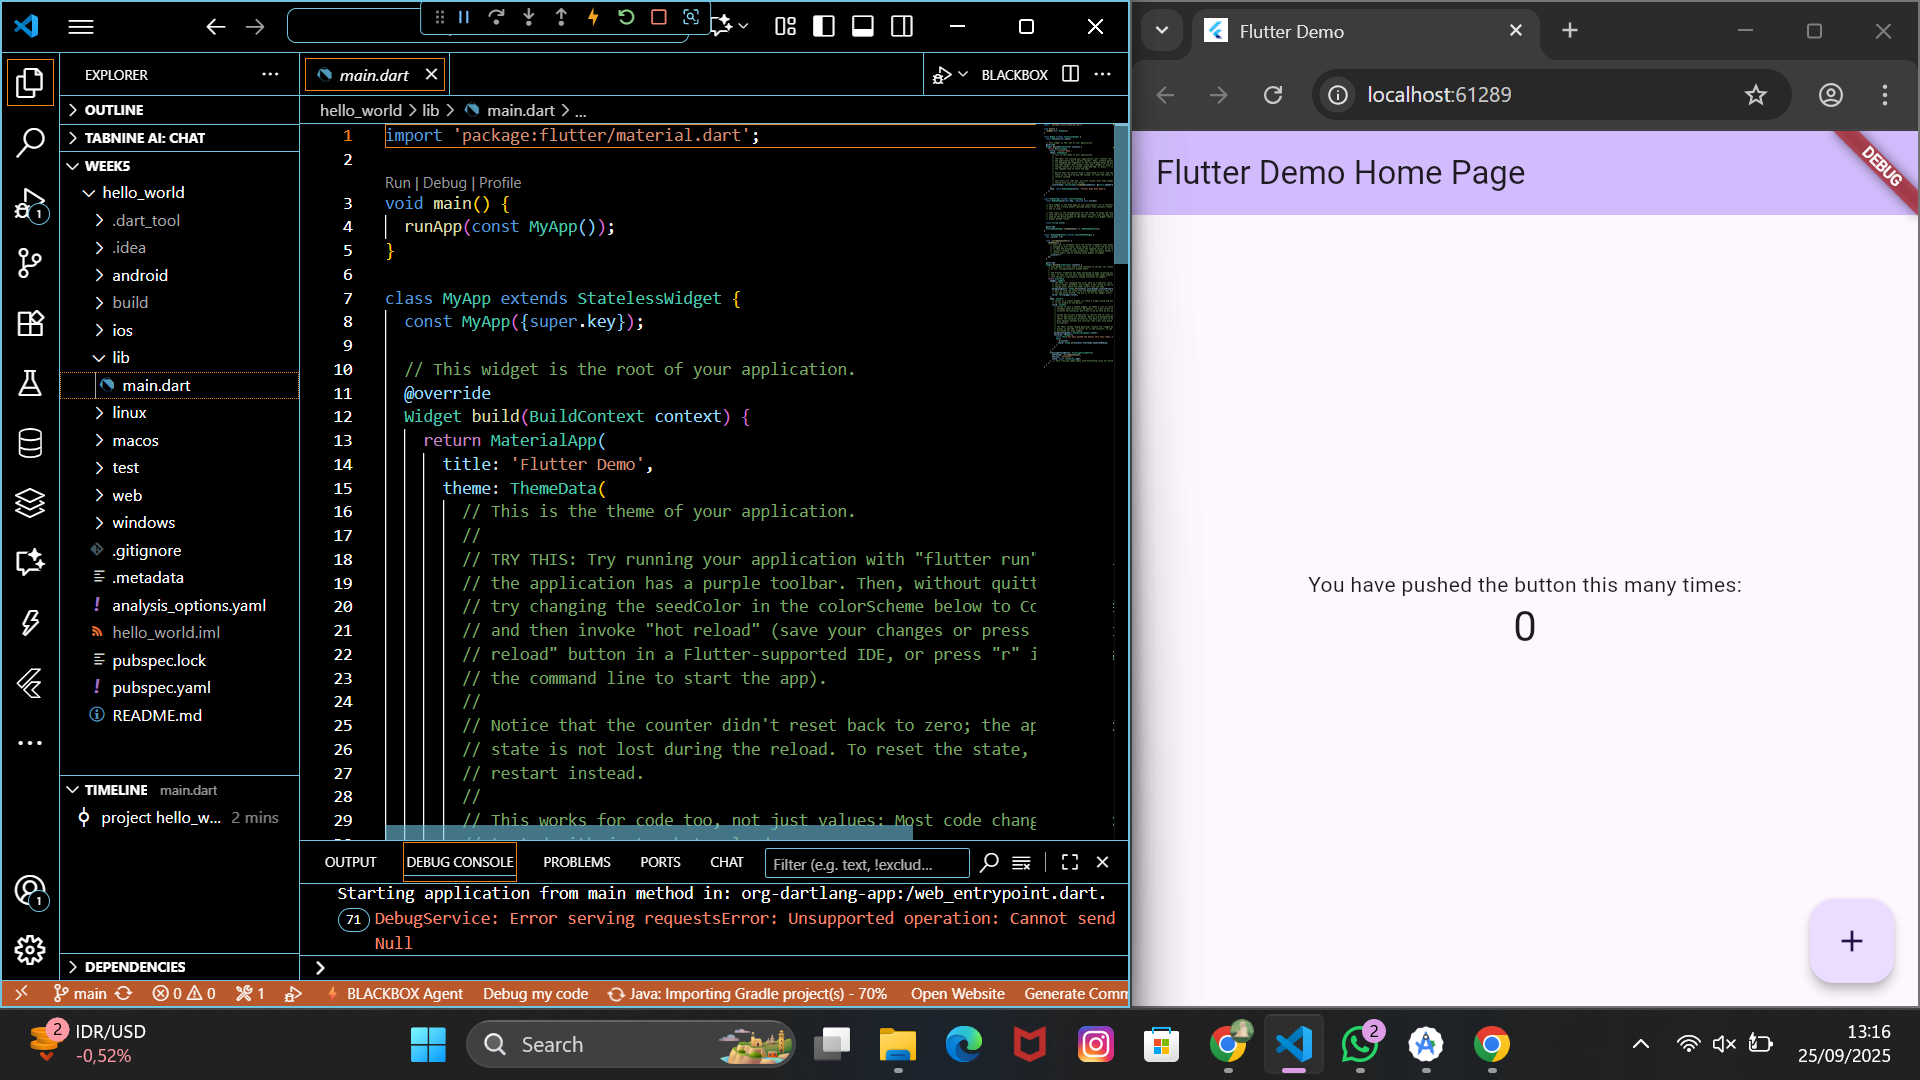 EXPLORER
OUTLINE
TABNINE AI: CHAT
WEEK5
hello_world
.dart_tool
.idea
android
build
ios
lib
main.dart
linux
macos
test
web
windows
.gitignore
.metadata
! analysis_options.yaml
hello_world.iml
pubspec.lock
! pubspec.yaml
README.md
TIMELINE main.dart
project hello_w... 2 mins
DEPENDENCIES
1
1
main.dart
BLACKBOX
hello_world > lib > main.dart > ...
1 import 'package:flutter/material.dart';
2
Run | Debug | Profile
3 void main() {
4 runApp(const MyApp());
5 }
6
7 class MyApp extends StatelessWidget {
8 const MyApp({super.key});
9
10 // This widget is the root of your application.
11 @override
12 Widget build(BuildContext context) {
13 return MaterialApp(
14 title: 'Flutter Demo',
15 theme: ThemeData(
16 // This is the theme of your application.
17 //
18 // TRY THIS: Try running your application with "flutter run"
19 // the application has a purple toolbar. Then, without quitt
20 // try changing the seedColor in the colorScheme below to Co
21 // and then invoke "hot reload" (save your changes or press
22 // reload" button in a Flutter-supported IDE, or press "r" i
23 // the command line to start the app).
24 //
25 // Notice that the counter didn't reset back to zero; the ap
26 // state is not lost during the reload. To reset the state,
27 // restart instead.
28 //
29 // This works for code too, not just values: Most code chang
OUTPUT DEBUG CONSOLE PROBLEMS PORTS CHAT Filter (e.g. text, !exclud...
Starting application from main method in: org-dartlang-app:/web_entrypoint.dart.
71 DebugService: Error serving requestsError: Unsupported operation: Cannot send
Null
main 0 0 1 BLACKBOX Agent Debug my code Java: Importing Gradle project(s) - 70% Open Website Generate Comm
Flutter Demo
localhost:61289
Flutter Demo Home Page
DEBUG
You have pushed the button this many times:
0
+
2 IDR/USD
-0,52%
Search
2
13:16
25/09/2025